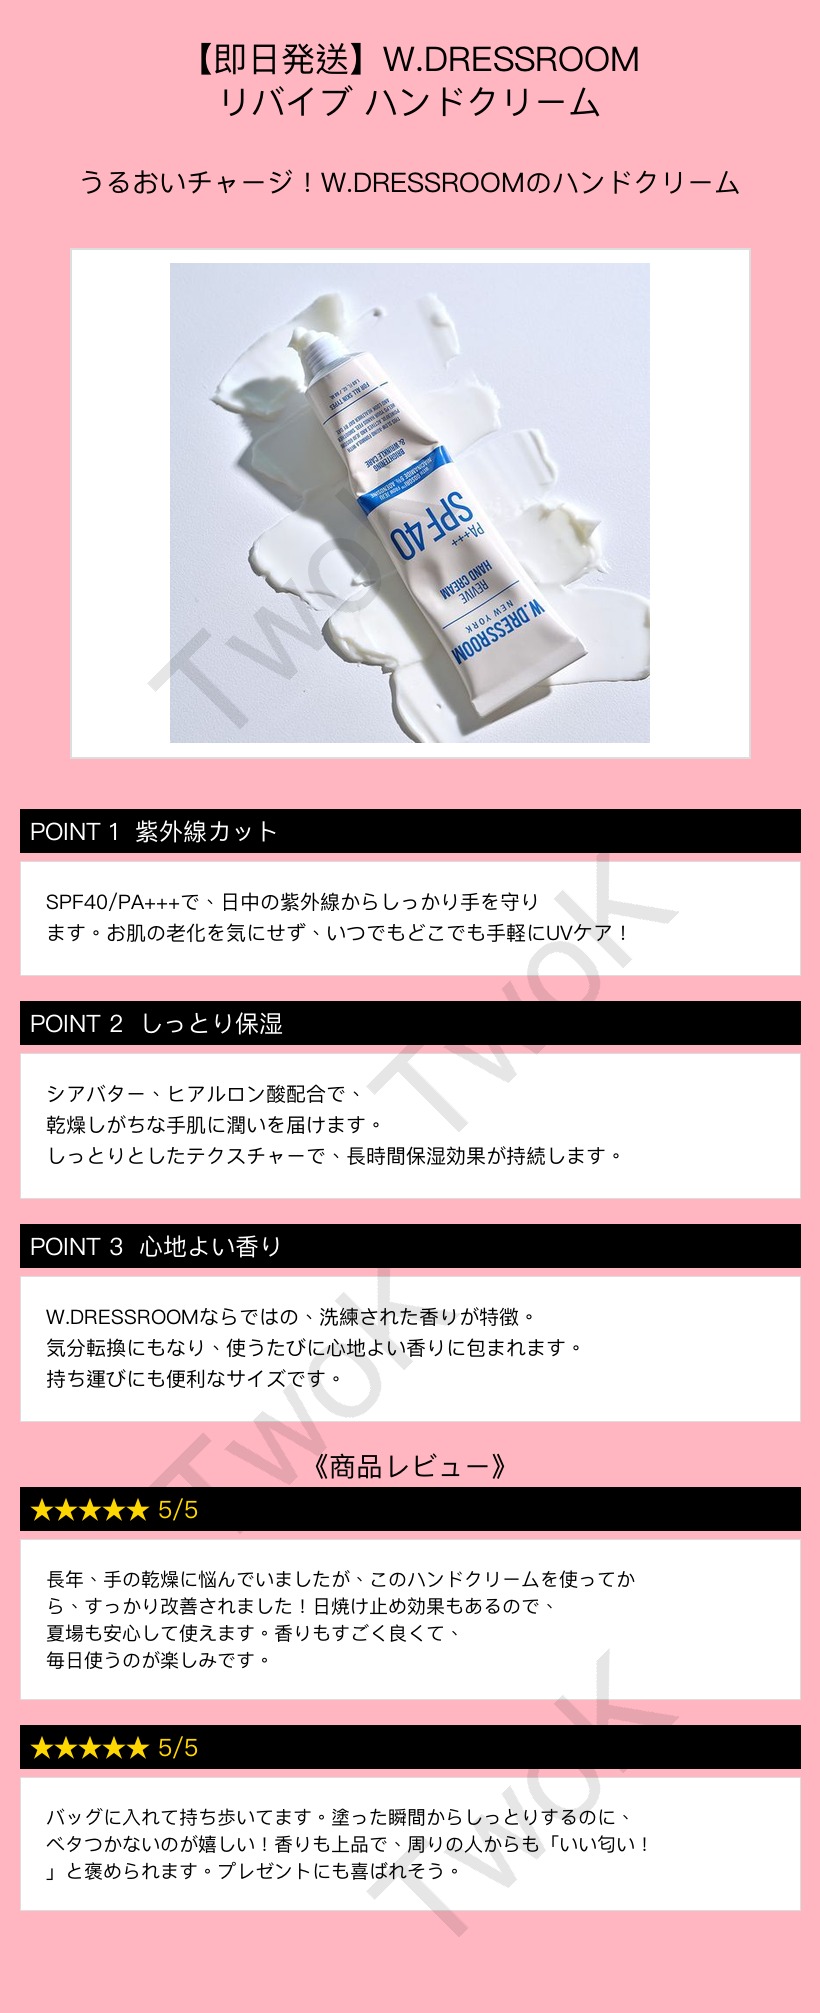 【即日発送】W.DRESSROOM
リバイブ ハンドクリーム
うるおいチャージ！W.DRESSROOMのハンドクリーム
FOR ALL SKIN TYPES
BRIGHTENING
& WRINKLE CARE
SPF 40
PA+++
REVIVE
HAND CREAM
NEW YORK
W.DRESSROOM
TwoK
POINT 1 紫外線カット
SPF40/PA+++で、日中の紫外線からしっかり手を守り
ます。お肌の老化を気にせず、いつでもどこでも手軽にUVケア！
TwoK
POINT 2 しっとり保湿
シアバター、ヒアルロン酸配合で、
乾燥しがちな手肌に潤いを届けます。
しっとりとしたテクスチャーで、長時間保湿効果が持続します。
POINT 3 心地よい香り
W.DRESSROOMならではの、洗練された香りが特徴。
気分転換にもなり、使うたびに心地よい香りに包まれます。
持ち運びにも便利なサイズです。
TwoK
《商品レビュー》
★★★★★ 5/5
長年、手の乾燥に悩んでいましたが、このハンドクリームを使ってか
ら、すっかり改善されました！日焼け止め効果もあるので、
夏場も安心して使えます。香りもすごく良くて、
毎日使うのが楽しみです。
★★★★★ 5/5
バッグに入れて持ち歩いてます。塗った瞬間からしっとりするのに、
ベタつかないのが嬉しい！香りも上品で、周りの人からも「いい匂い！
」と褒められます。プレゼントにも喜ばれそう。
TwoK